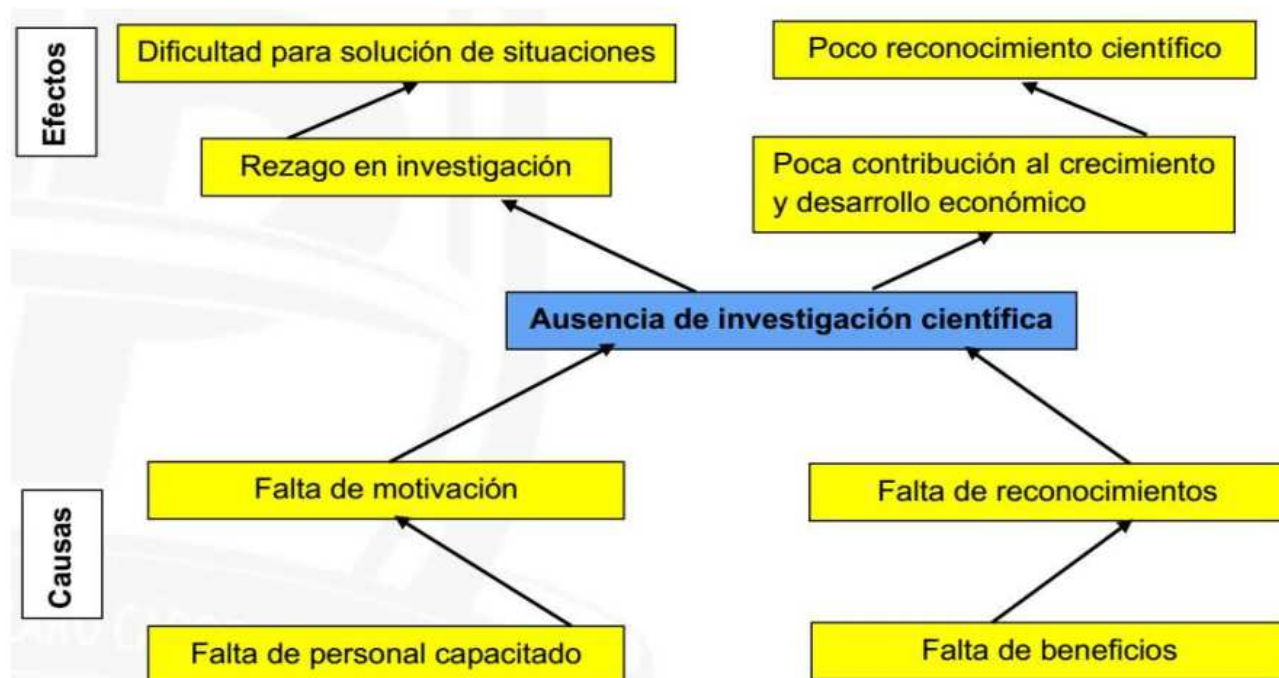 Efectos
Dificultad para solución de situaciones
Poco reconocimiento científico
Rezago en investigación
Poca contribución al crecimiento
y desarrollo económico
Ausencia de investigación científica
Causas
Falta de motivación
Falta de reconocimientos
Falta de personal capacitado
Falta de beneficios